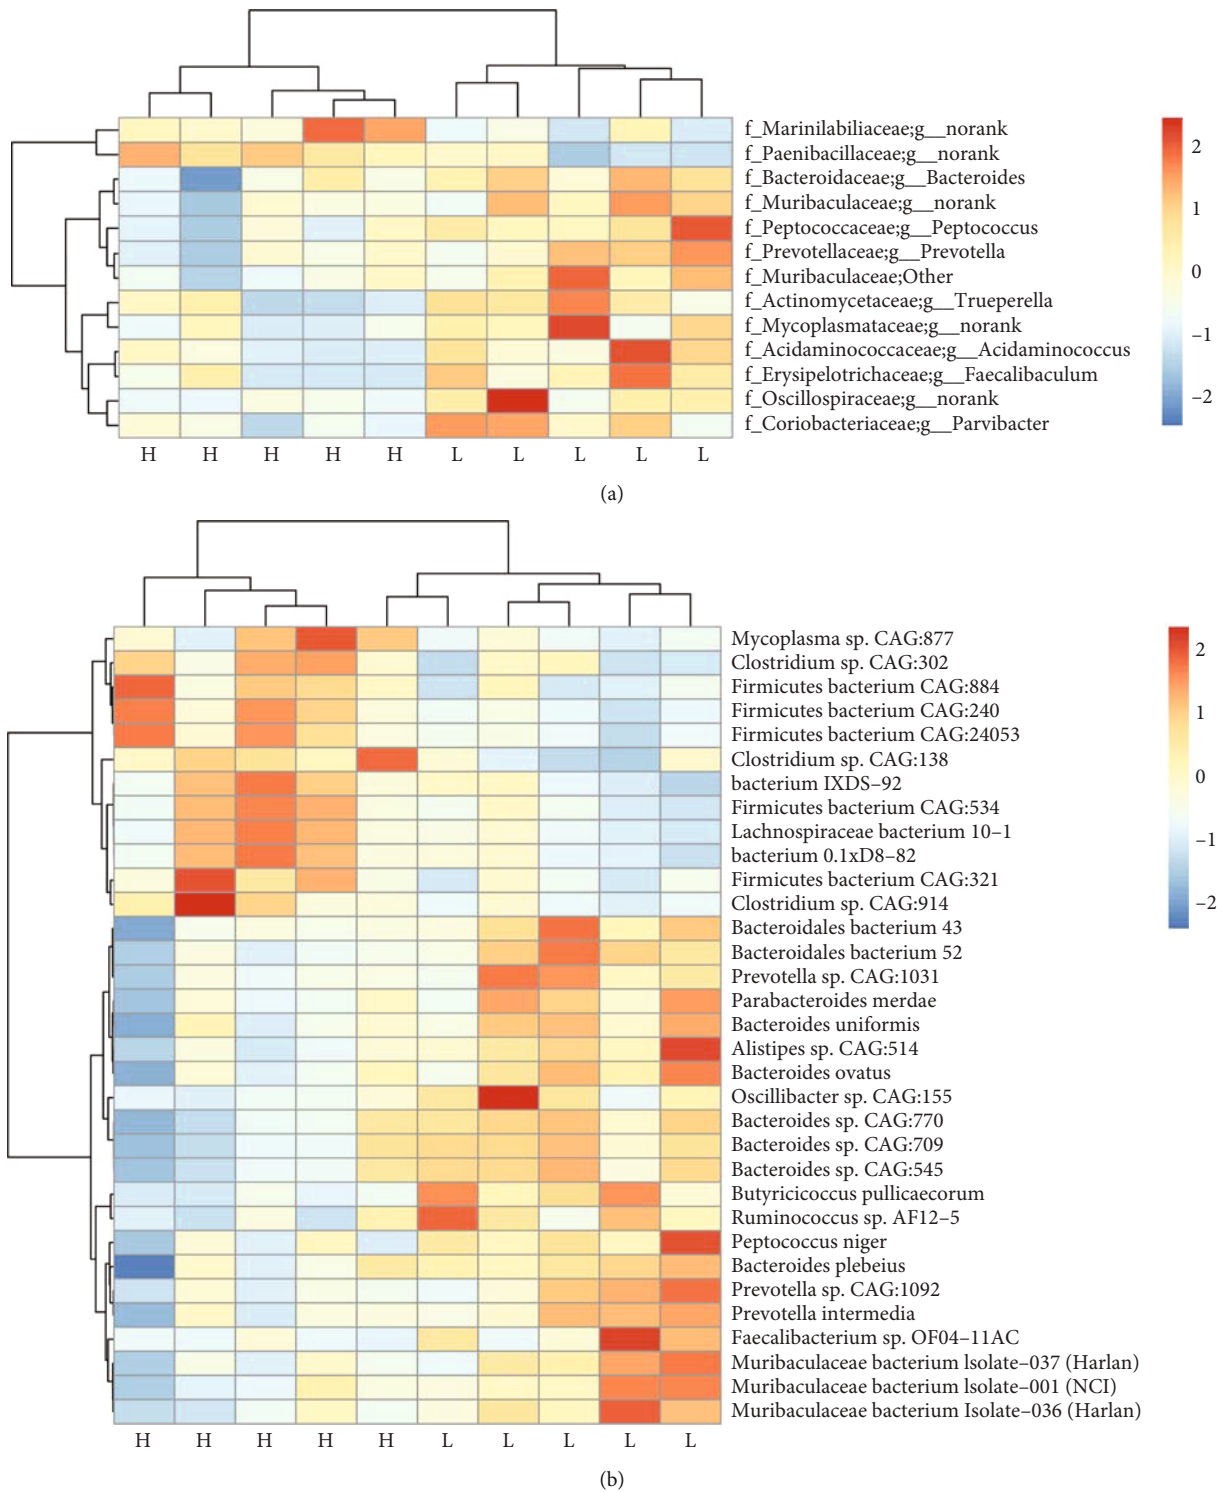 f_Marinilabiliaceae;g__norank
f_Paenibacillaceae;g__norank
f_Bacteroidaceae;g__Bacteroides
f_Muribaculaceae;g__norank
f_Peptococcaceae;g__Peptococcus
f_Prevotellaceae;g__Prevotella
f_Muribaculaceae;Other
f_Actinomycetaceae;g__Trueperella
f_Mycoplasmataceae;g__norank
f_Acidaminococcaceae;g__Acidaminococcus
f_Erysipelotrichaceae;g__Faecalibaculum
f_Oscillospiraceae;g__norank
f_Coriobacteriaceae;g__Parvibacter
2
1
0
−1
−2
H H H H H L L L L L
(a)
Mycoplasma sp. CAG:877
Clostridium sp. CAG:302
Firmicutes bacterium CAG:884
Firmicutes bacterium CAG:240
Firmicutes bacterium CAG:24053
Clostridium sp. CAG:138
bacterium IXDS–92
Firmicutes bacterium CAG:534
Lachnospiraceae bacterium 10–1
bacterium 0.1xD8–82
Firmicutes bacterium CAG:321
Clostridium sp. CAG:914
Bacteroidales bacterium 43
Bacteroidales bacterium 52
Prevotella sp. CAG:1031
Parabacteroides merdae
Bacteroides uniformis
Alistipes sp. CAG:514
Bacteroides ovatus
Oscillibacter sp. CAG:155
Bacteroides sp. CAG:770
Bacteroides sp. CAG:709
Bacteroides sp. CAG:545
Butyricicoccus pullicaecorum
Ruminococcus sp. AF12–5
Peptococcus niger
Bacteroides plebeius
Prevotella sp. CAG:1092
Prevotella intermedia
Faecalibacterium sp. OF04–11AC
Muribaculaceae bacterium lsolate–037 (Harlan)
Muribaculaceae bacterium lsolate–001 (NCI)
Muribaculaceae bacterium Isolate–036 (Harlan)
2
1
0
−1
−2
H H H H H L L L L L
(b)